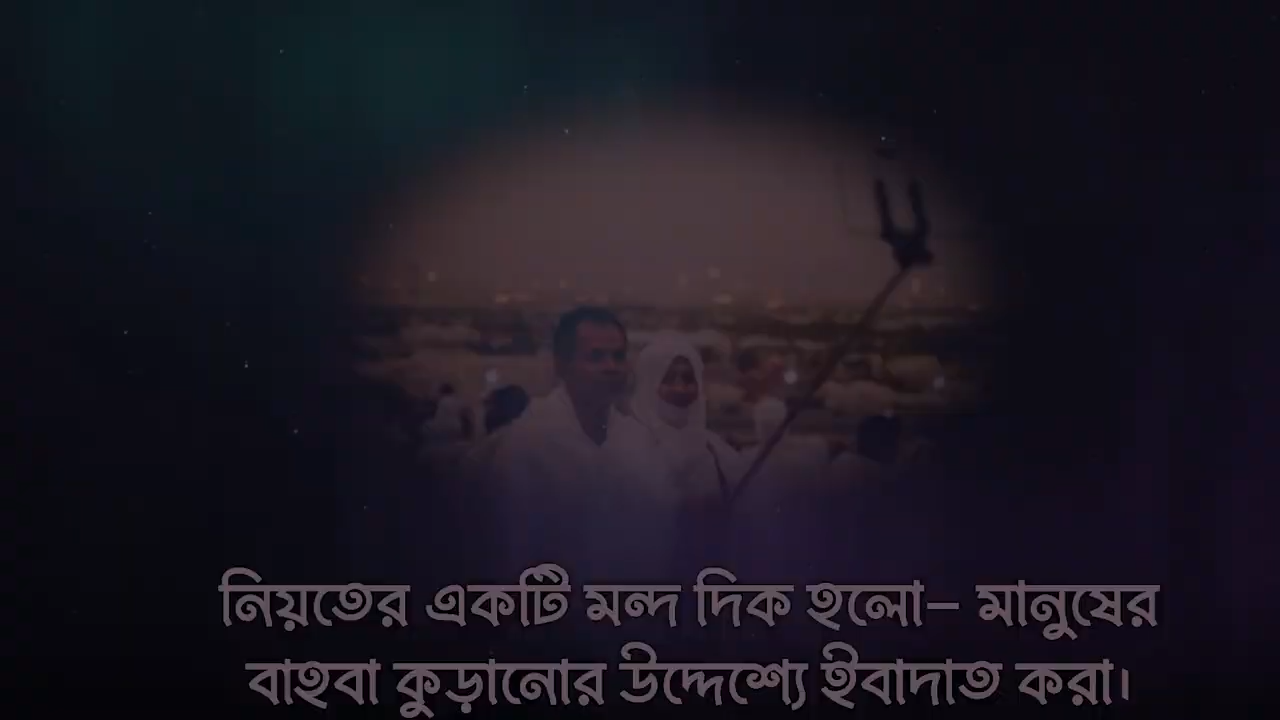 নিয়তের একটি মন্দ দিক হলো– মানুষের
বাহবা কুড়ানোর উদ্দেশ্যে ইবাদাত করা।